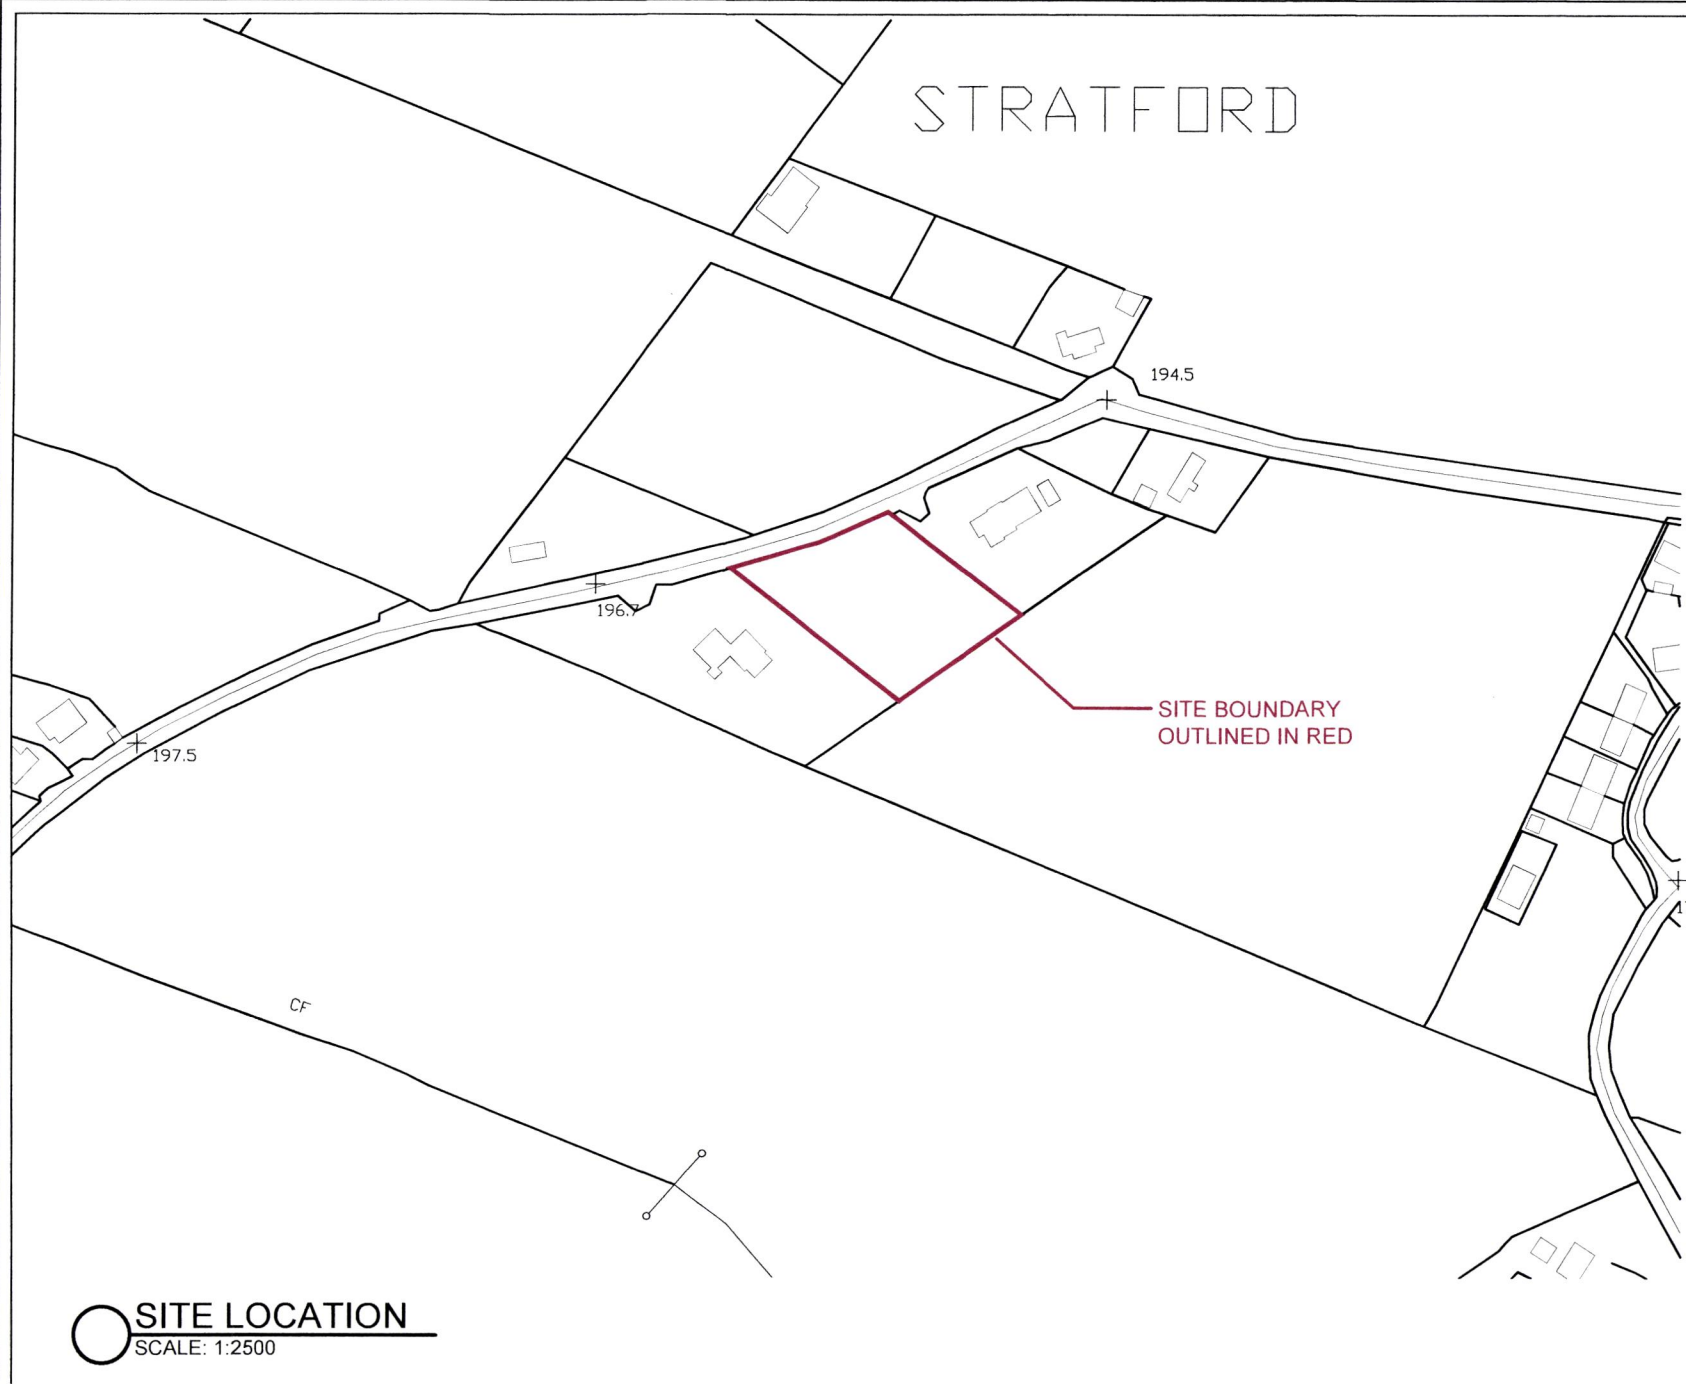 STRATFORD
194.5
196.7
197.5
SITE BOUNDARY
OUTLINED IN RED
CF
SITE LOCATION
SCALE: 1:2500